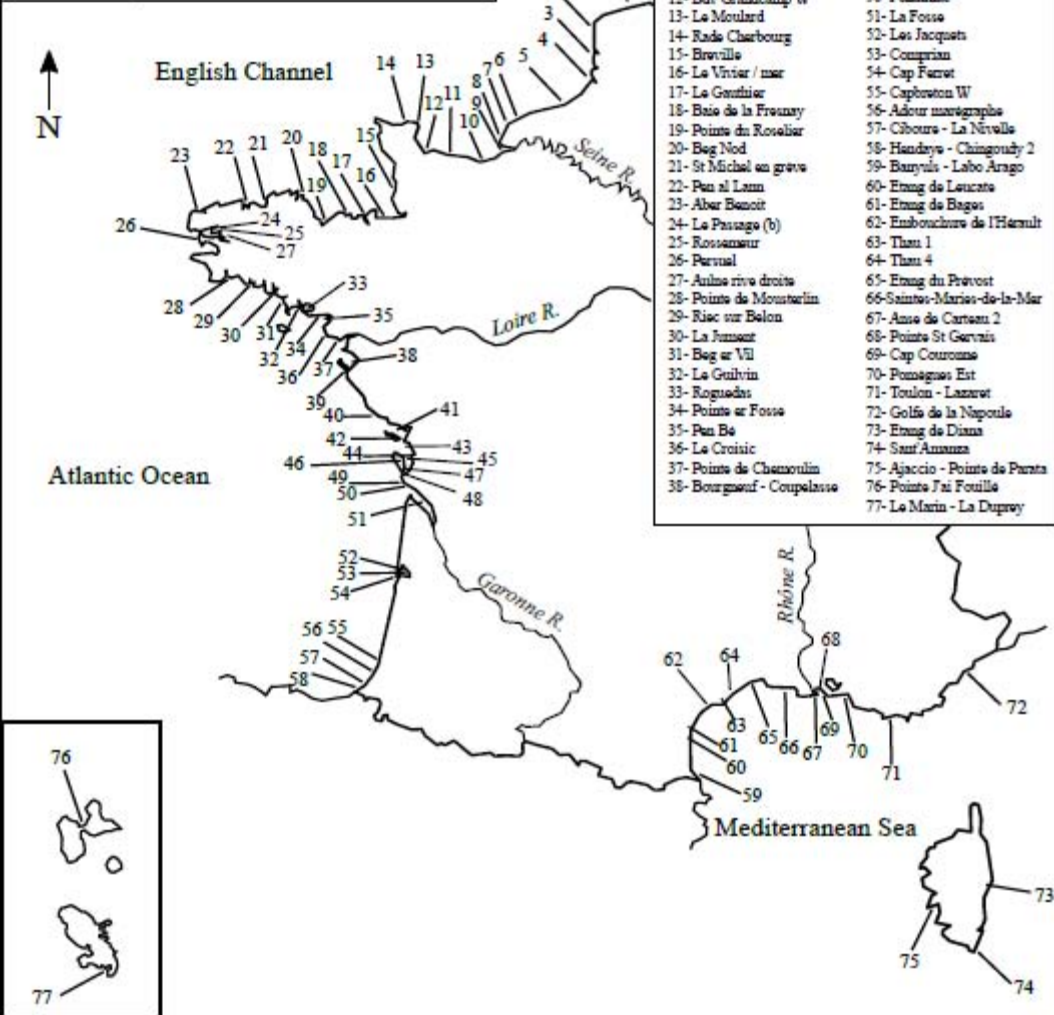 English Channel
N
Seine R.
Loire R.
Atlantic Ocean
Garonne R.
Rhône R.
Mediterranean Sea
3
4
5
6
7
8
9
10
11
12
13
14
15
16
17
18
19
20
21
22
23
24
25
26
27
28
29
30
31
32
33
34
35
36
37
38
39
40
41
42
43
44
45
46
47
48
49
50
51
52
53
54
55
56
57
58
59
60
61
62
63
64
65
66
67
68
69
70
71
72
73
74
75
76
77
13- Le Moulard
14- Rade Cherbourg
15- Breville
16- Le Vivier / mer
17- Le Gauthier
18- Baie de la Fresnay
19- Pointe du Roselier
20- Beg Nod
21- St Michel en grève
22- Pen al Lann
23- Aber Benoit
24- Le Passage (b)
25- Rossemeur
26- Persuel
27- Aulne rive droite
28- Pointe de Mousterlin
29- Riec sur Belon
30- La Jument
31- Beg er Vil
32- Le Guilvin
33- Roguedas
34- Pointe er Fosse
35- Pen Bé
36- Le Croisic
37- Pointe de Chemoulin
38- Bourgneuf - Coupelasse
51- La Fosse
52- Les Jacquets
53- Comprian
54- Cap Ferret
55- Capbreton W
56- Adour marégraphe
57- Ciboure - La Nivelle
58- Hendaye - Chingoudy 2
59- Banyuls - Labo Arago
60- Etang de Leucate
61- Etang de Bages
62- Embouchure de l'Hérault
63- Thau 1
64- Thau 4
65- Etang du Prévost
66-Saintes-Maries-de-la-Mer
67- Anse de Carteau 2
68- Pointe St Gervais
69- Cap Couronne
70- Pomègues Est
71- Toulon - Lazaret
72- Golfe de la Napoule
73- Etang de Diana
74- Sant'Amanza
75- Ajaccio - Pointe de Parata
76- Pointe J'ai Fouillé
77- Le Marin - La Duprey